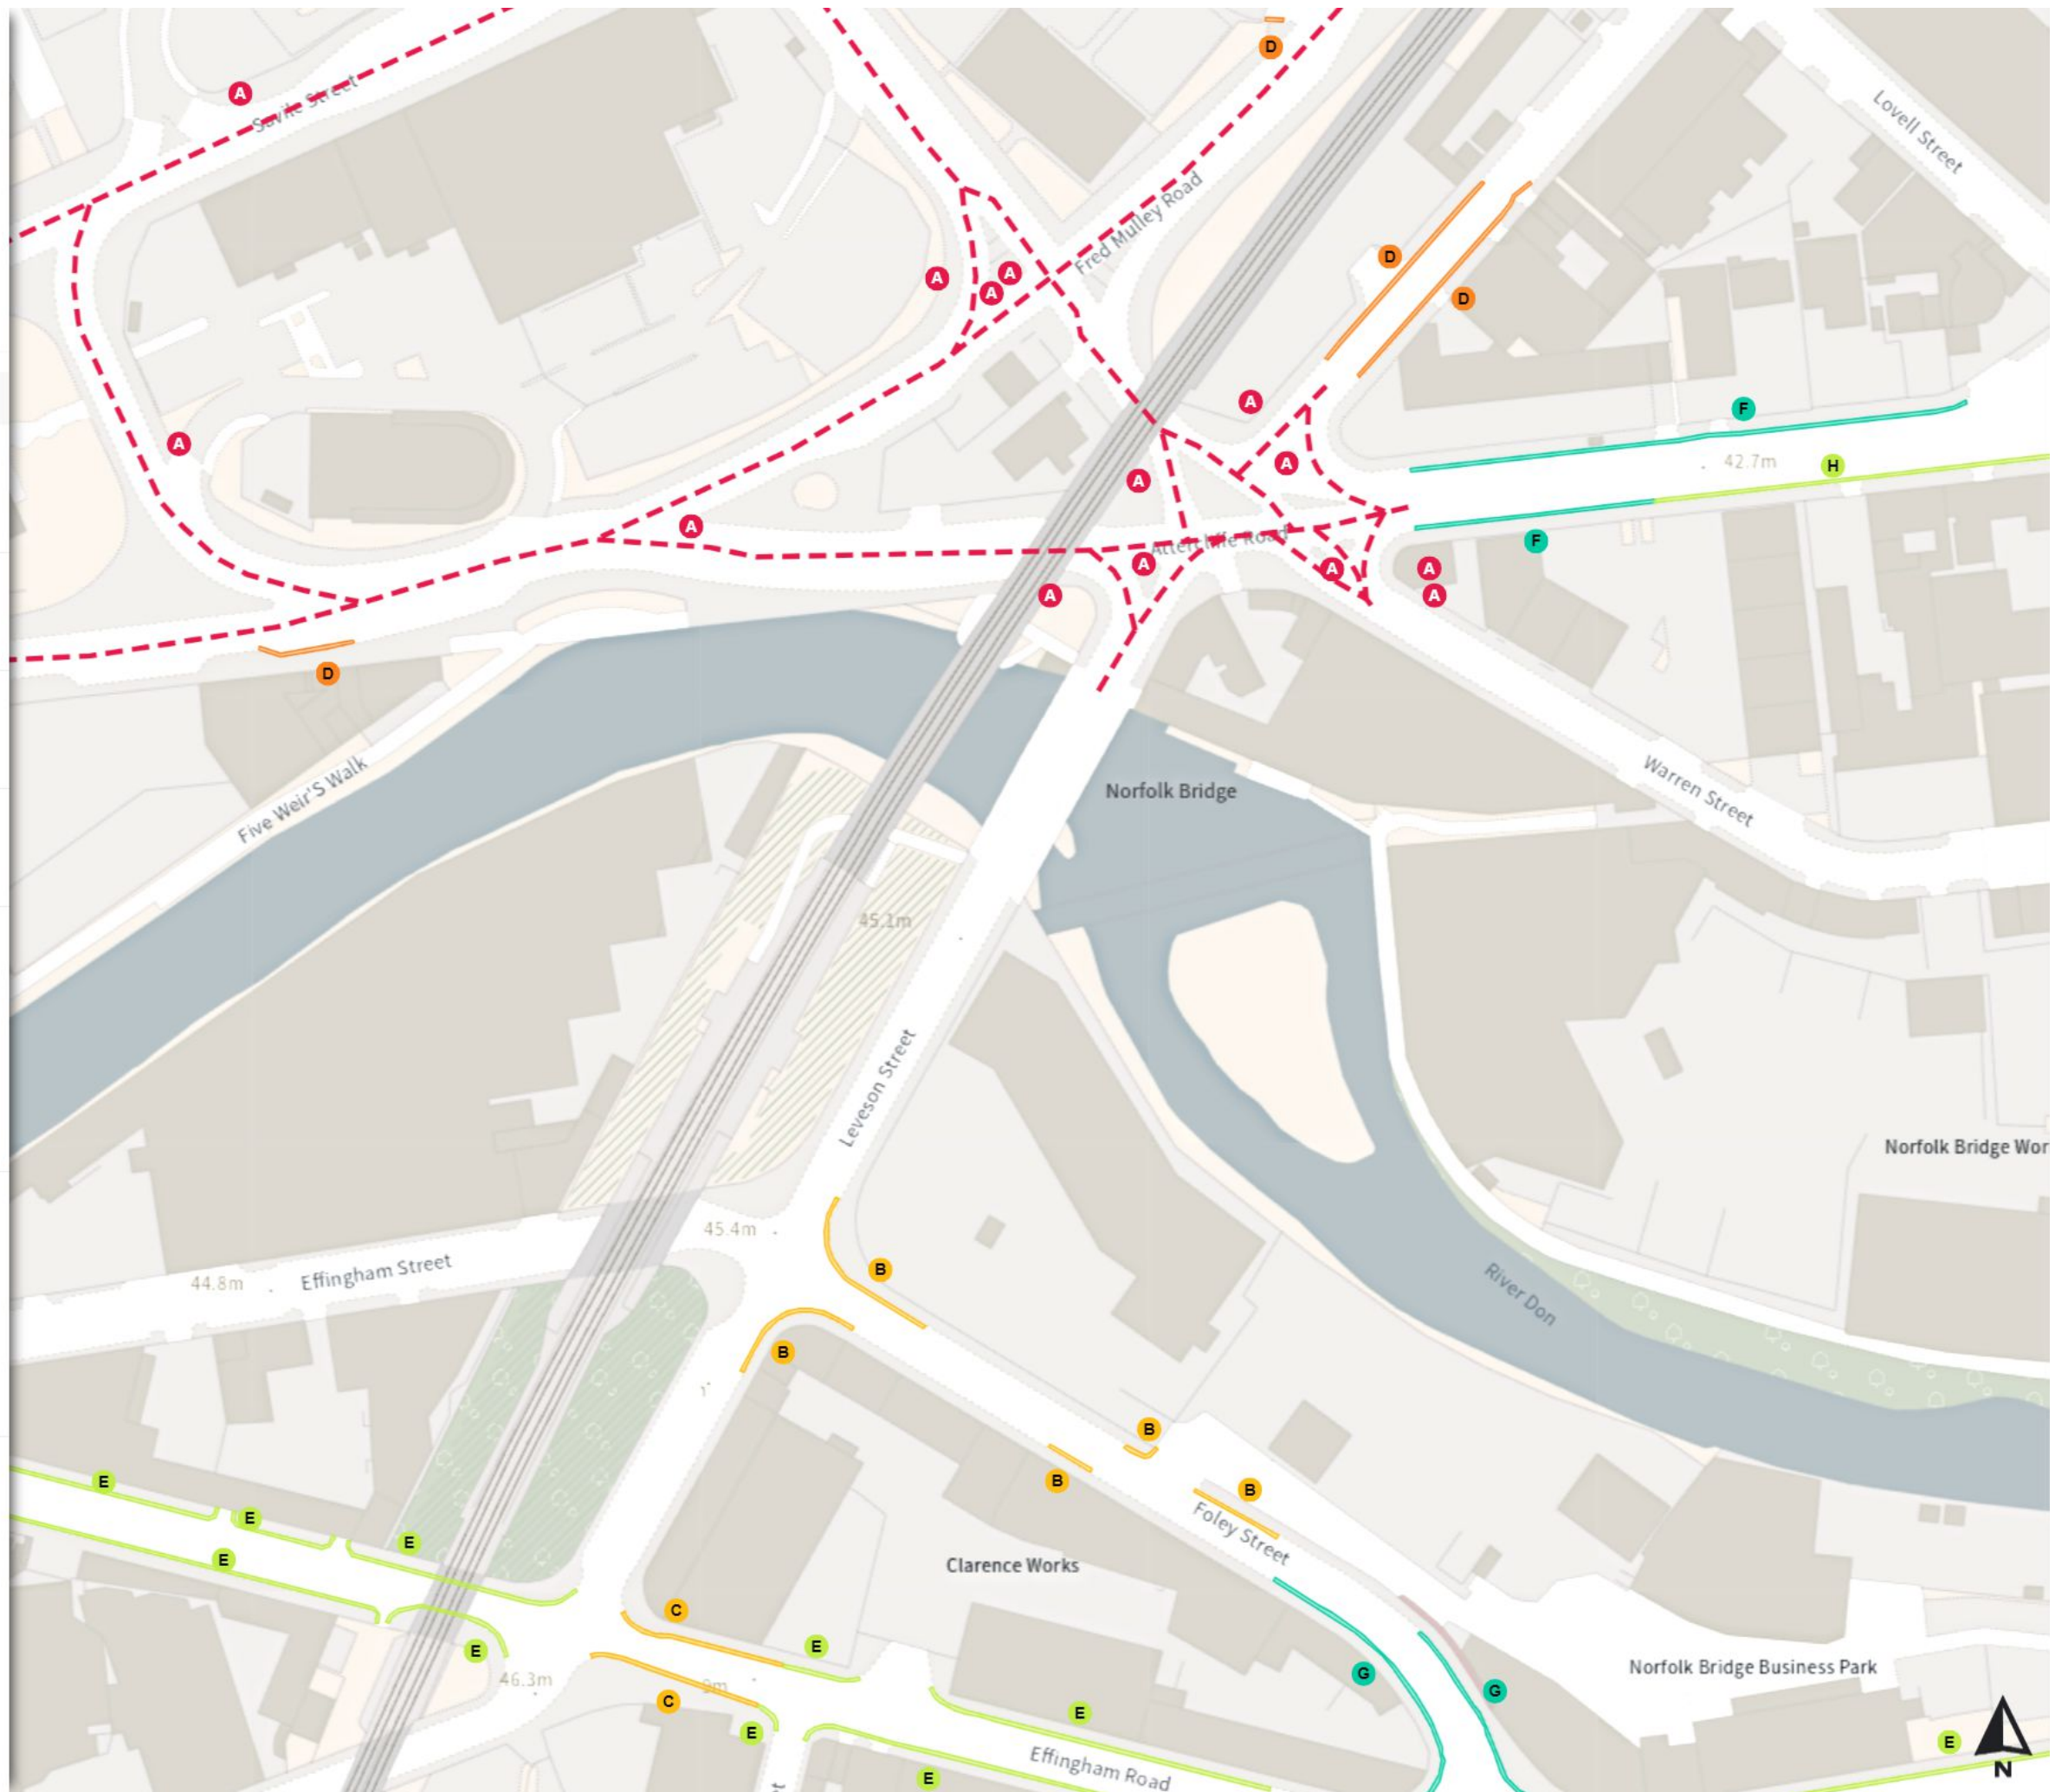 D
A
Savile Street
Lovell Street
Fred Mulley Road
D
A
A
A
D
A
F
A
A
42.7m
H
A
A
Attercliffe Road
F
A
A
A
A
A
D
Five Weir'S Walk
Norfolk Bridge
Warren Street
45.1m
Leveson Street
Norfolk Bridge Wor
45.4m
Effingham Street
44.8m
B
River Don
B
B
E
B
B
E
Foley Street
E
E
Clarence Works
C
E
E
46.3m
9m
G
Norfolk Bridge Business Park
G
C
E
E
E
Effingham Road
E
N